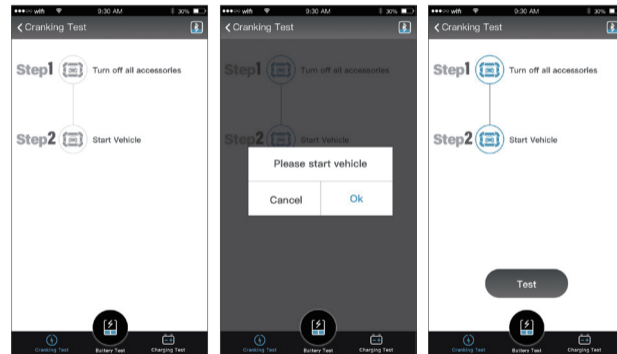 •••○○ wifi 9:30 AM 30%
Cranking Test
Step1 Turn off all accessories
Step2 Start Vehicle
Cranking Test Battery Test Charging Test
•••○○ wifi 9:30 AM 30%
Cranking Test
Step1 Turn off all accessories
Step2 Start Vehicle
Please start vehicle
Cancel Ok
Cranking Test Battery Test Charging Test
•••○○ wifi 9:30 AM 30%
Cranking Test
Step1 Turn off all accessories
Step2 Start Vehicle
Test
Cranking Test Battery Test Charging Test